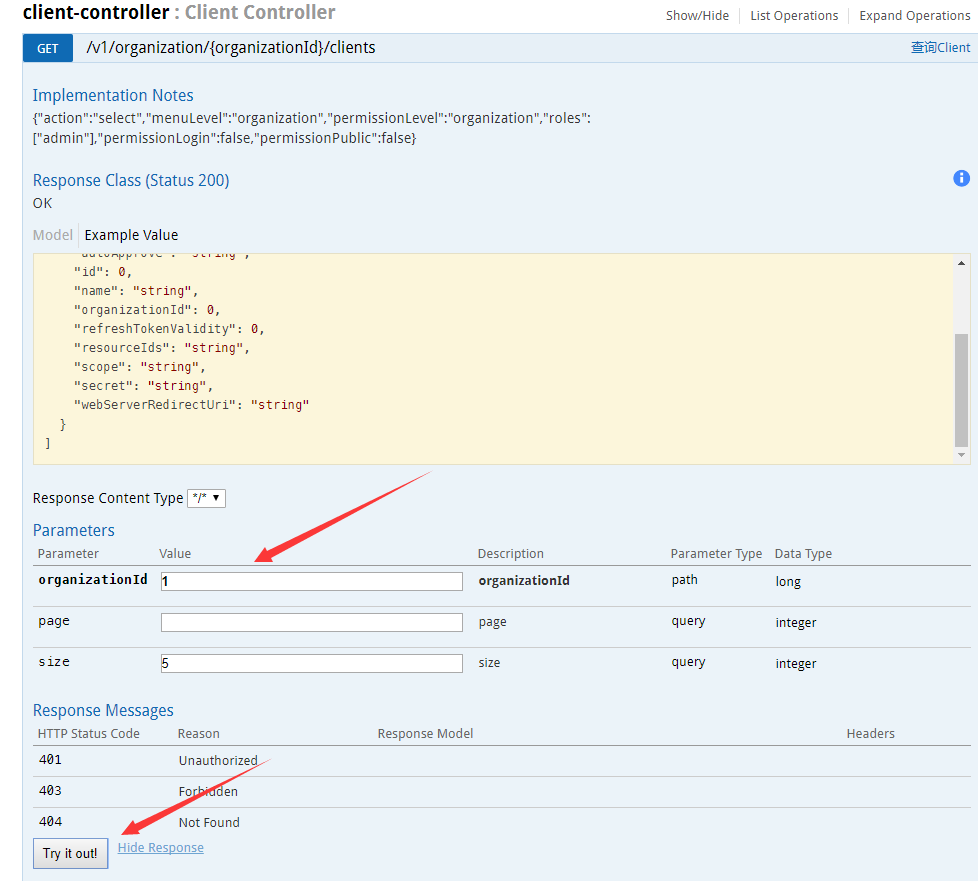 client-controller : Client Controller
Show/Hide
List Operations
Expand Operations
GET /v1/organization/{organizationId}/clients
查询Client
Implementation Notes
{"action":"select","menuLevel":"organization","permissionLevel":"organization","roles":
["admin"],"permissionLogin":false,"permissionPublic":false}
Response Class (Status 200)
OK
Model Example Value
"autoApprove": "string",
"id": 0,
"name": "string",
"organizationId": 0,
"refreshTokenValidity": 0,
"resourceIds": "string",
"scope": "string",
"secret": "string",
"webServerRedirectUri": "string"
}
]
Response Content Type */*
Parameters
Parameter Value Description Parameter Type Data Type
organizationId 1 organizationId path long
page page query integer
size 5 size query integer
Response Messages
HTTP Status Code Reason Response Model Headers
401 Unauthorized
403 Forbidden
404 Not Found
Try it out! Hide Response